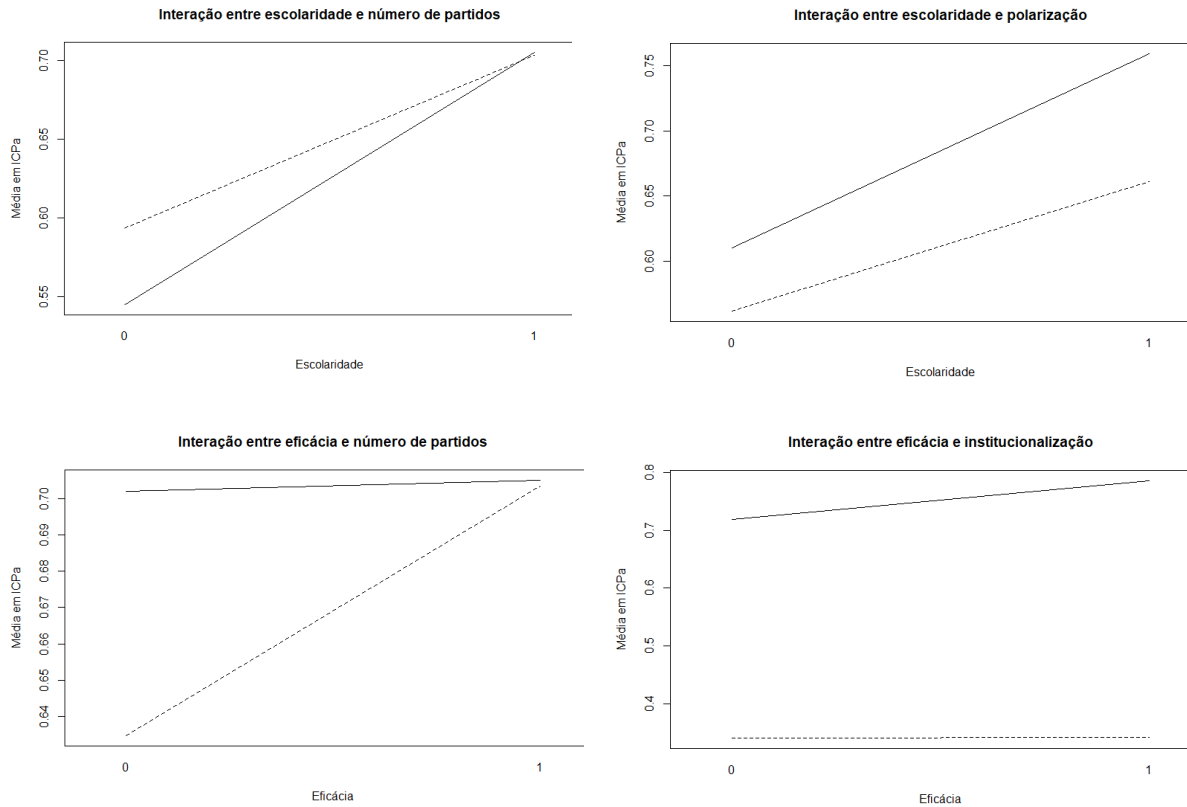 Interação entre escolaridade e número de partidos
0.70
0.65
0.60
0.55
Média em ICPa
0
1
Escolaridade
Interação entre escolaridade e polarização
0.75
0.70
0.65
0.60
Média em ICPa
0
1
Escolaridade
Interação entre eficácia e número de partidos
0.70
0.69
0.68
0.67
0.66
0.65
0.64
Média em ICPa
0
1
Eficácia
Interação entre eficácia e institucionalização
0.8
0.7
0.6
0.5
0.4
Média em ICPa
0
1
Eficácia